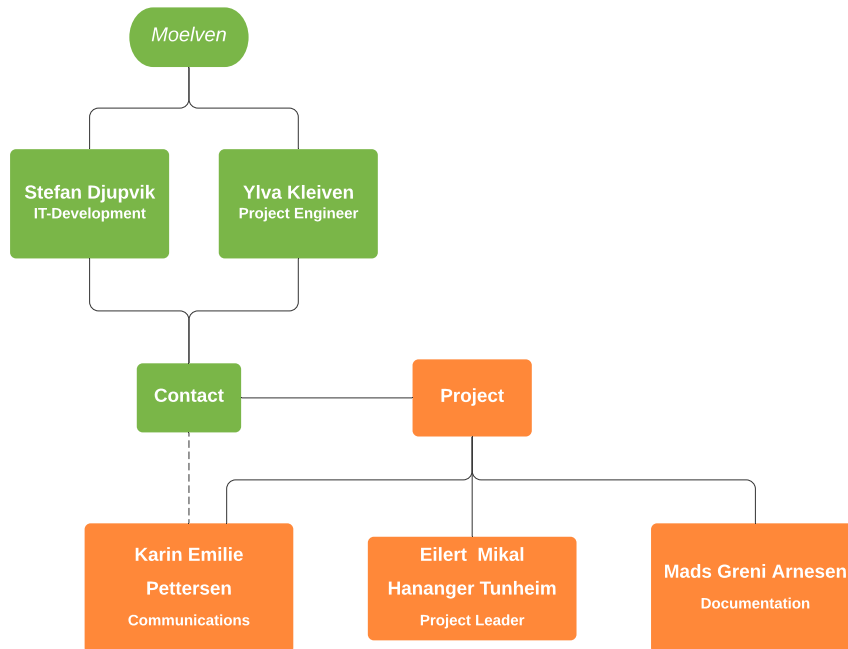 Moelven
Stefan Djupvik
IT-Development
Ylva Kleiven
Project Engineer
Contact
Project
Karin Emilie
Pettersen
Communications
Eilert  Mikal
Hananger Tunheim
Project Leader
Mads Greni Arnesen
Documentation